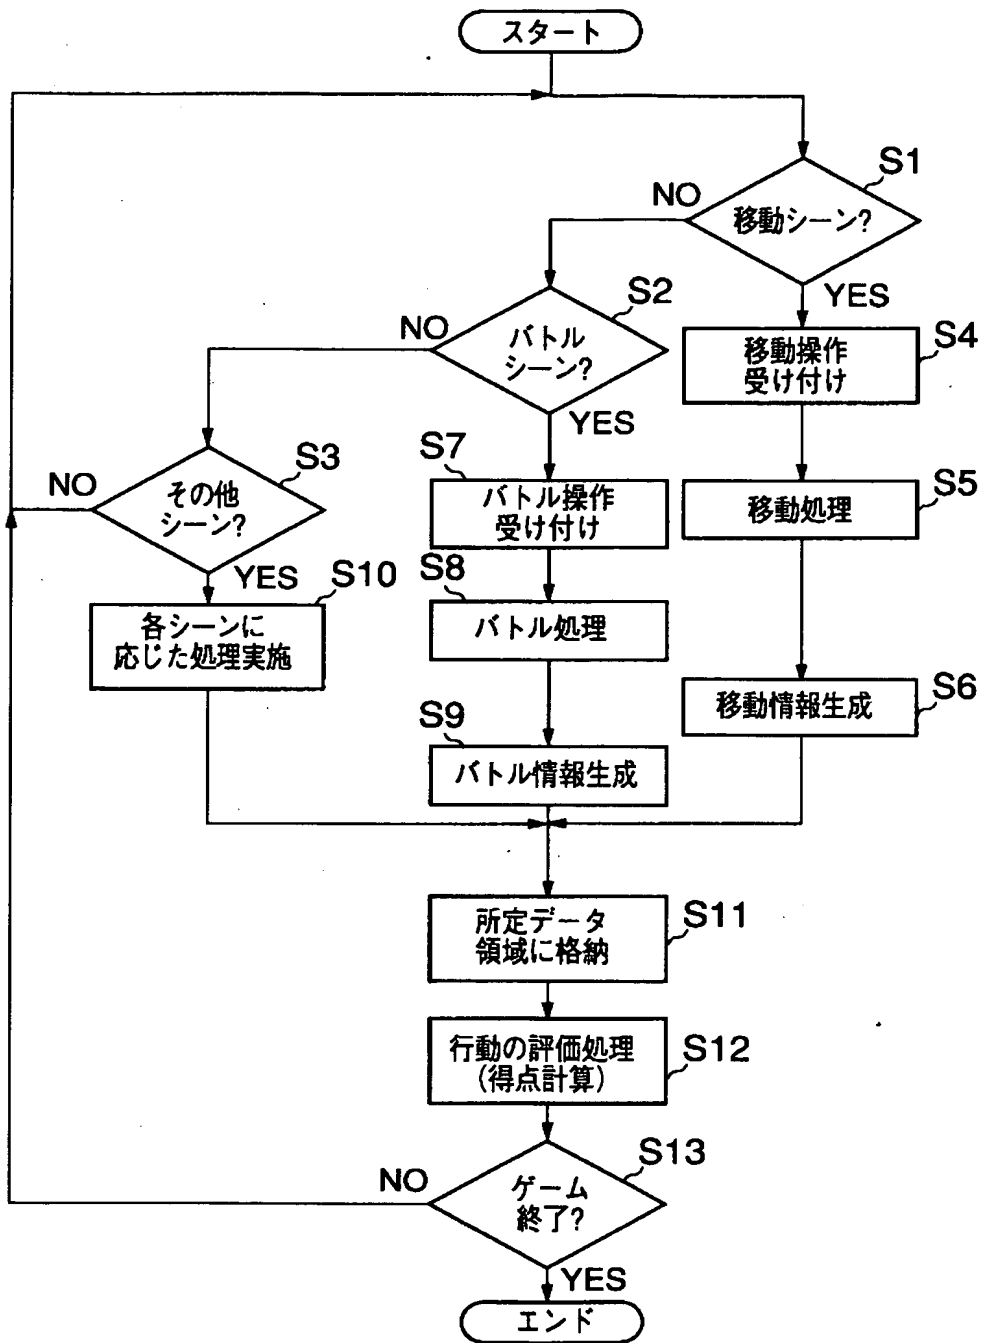 スタート
S1
NO
移動シーン?
YES
S2
NO
バトル
シーン?
YES
S4
移動操作
受け付け
S3
NO
その他
シーン?
YES
S7
バトル操作
受け付け
S5
移動処理
S10
各シーンに
応じた処理実施
S8
バトル処理
S6
移動情報生成
S9
バトル情報生成
S11
所定データ
領域に格納
S12
行動の評価処理
(得点計算)
S13
NO
ゲーム
終了?
YES
エンド